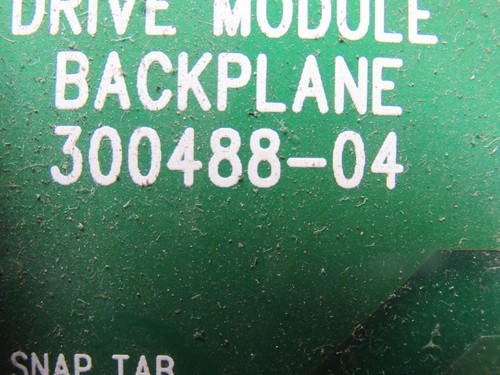 DRIVE MODULE
BACKPLANE
300488-04
SNAP TAB